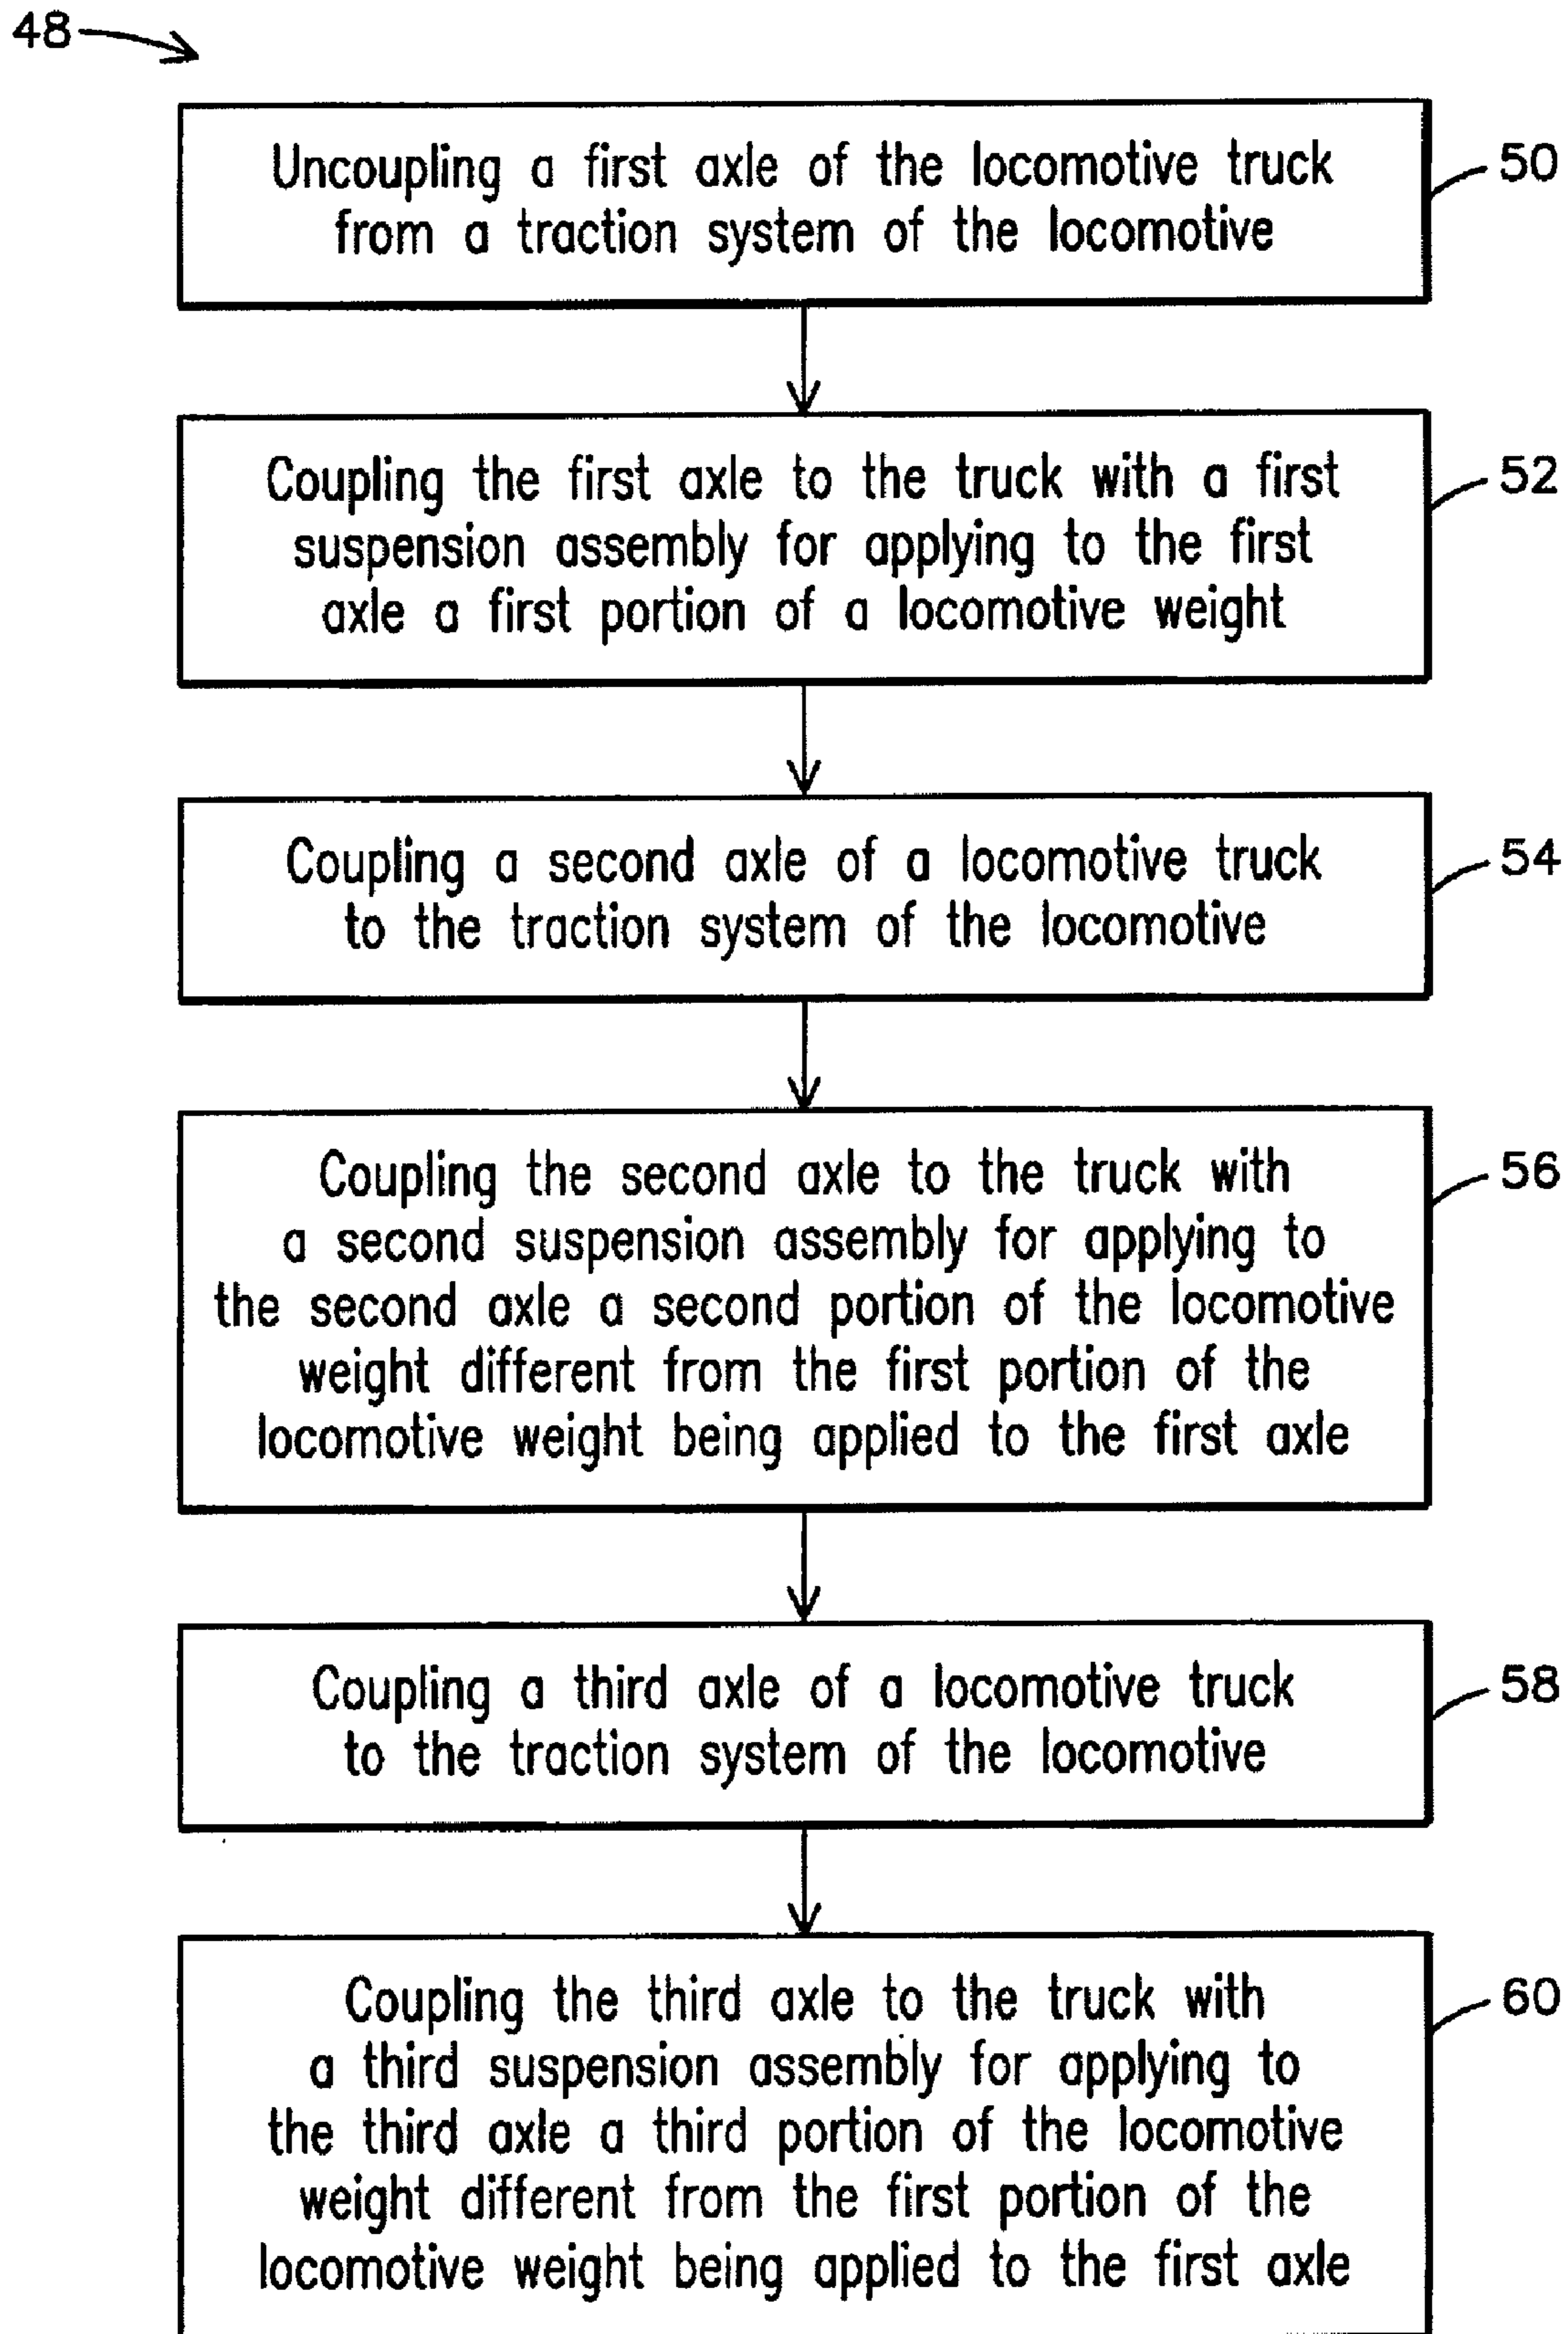 48
Uncoupling a first axle of the locomotive truck
from a traction system of the locomotive
50
Coupling the first axle to the truck with a first
suspension assembly for applying to the first
axle a first portion of a locomotive weight
52
Coupling a second axle of a locomotive truck
to the traction system of the locomotive
54
Coupling the second axle to the truck with
a second suspension assembly for applying to
the second axle a second portion of the locomotive
weight different from the first portion of the
locomotive weight being applied to the first axle
56
Coupling a third axle of a locomotive truck
to the traction system of the locomotive
58
Coupling the third axle to the truck with
a third suspension assembly for applying to
the third axle a third portion of the locomotive
weight different from the first portion of the
locomotive weight being applied to the first axle
60